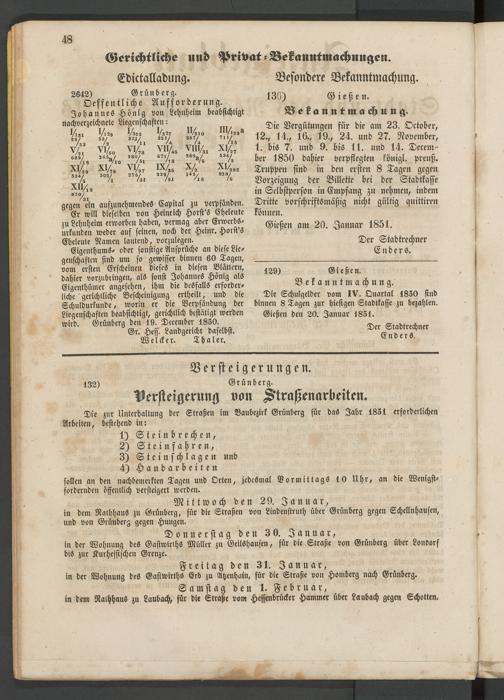 48
Gerichtliche und Privat-Bekanntmachungen.
Edictalladung.
2642) Grünberg.
Oeffentliche Aufforderung.
Johannes Hönig von Lehnheim beabsichtigt
nachverzeichnete Liegenschaften:
gegen ein aufzunehmendes Capital zu verpfänden.
Er will dieselben von Heinrich Horst's Eheleute
zu Lehnheim erworben haben, vermag aber Erwerbs-
urkunden weder auf seinen, noch der Heinr. Horst's
Eheleute Namen lautend, vorzulegen.
Eigenthums- oder sonstige Ansprüche an diese Lie-
genschaften sind um so gewisser binnen 60 Tagen,
vom ersten Erscheinen dieses in diesen Blättern,
dahier vorzubringen, als sonst Johannes Hönig als
Eigenthümer angesehen, ihm die desfalls erforder-
liche gerichtliche Bescheinigung ertheilt, und die
Schuldurkunde, worin er die Verpfändung der
Liegenschaften beabsichtigt, gerichtlich bestätigt werden
wird. Grünberg den 19. December 1850.
Gr. Hess. Landgericht daselbst.
Welcker. Thaler.
Besondere Bekanntmachung.
136) Gießen.
Bekanntmachung.
Die Vergütungen für die am 23. October,
12., 14., 16., 19., 24. und 27. November,
1. bis 7. und 9. bis 11. und 14. Decem-
ber 1850 dahier verpflegten königl. preuß.
Truppen sind in den ersten 8 Tagen gegen
Vorzeigung der Billette bei der Stadtkasse
in Selbstperson in Empfang zu nehmen, indem
Dritte vorschriftsmäßig nicht gültig quittiren
können.
Gießen am 20. Januar 1851.
Der Stadtrechner
Enders.
129) Gießen.
Bekanntmachung.
Die Schulgelder vom IV. Quartal 1850 sind
binnen 8 Tagen zur hiesigen Stadtkasse zu bezahlen.
Gießen den 20. Januar 1851.
Der Stadtrechner
Enders.
Versteigerungen.
132) Grünberg.
Versteigerung von Straßenarbeiten.
Die zur Unterhaltung der Straßen im Baubezirk Grünberg für das Jahr 1851 erforderlichen
Arbeiten, bestehend in:
1) Steinbrechen,
2) Steinfahren,
3) Steinschlagen und
4) Handarbeiten
sollen an den nachbemerkten Tagen und Orten, jedesmal Vormittags 10 Uhr, an die Wenigst-
fordernden öffentlich versteigert werden.
Mittwoch den 29. Januar,
in dem Rathhaus zu Grünberg, für die Straßen von Lindenstruth über Grünberg gegen Schellnhausen,
und von Grünberg gegen Hungen.
Donnerstag den 30. Januar,
in der Wohnung des Gastwirths Müller zu Geilshausen, für die Straße von Grünberg über Londorf
bis zur Kurhessischen Grenze.
Freitag den 31. Januar,
in der Wohnung des Gastwirths Erb zu Atzenhain, für die Straße von Homberg nach Grünberg.
Samstag den 1. Februar,
in dem Rathhaus zu Laubach, für die Straße vom Hessenbrücker Hammer über Laubach gegen Schotten.